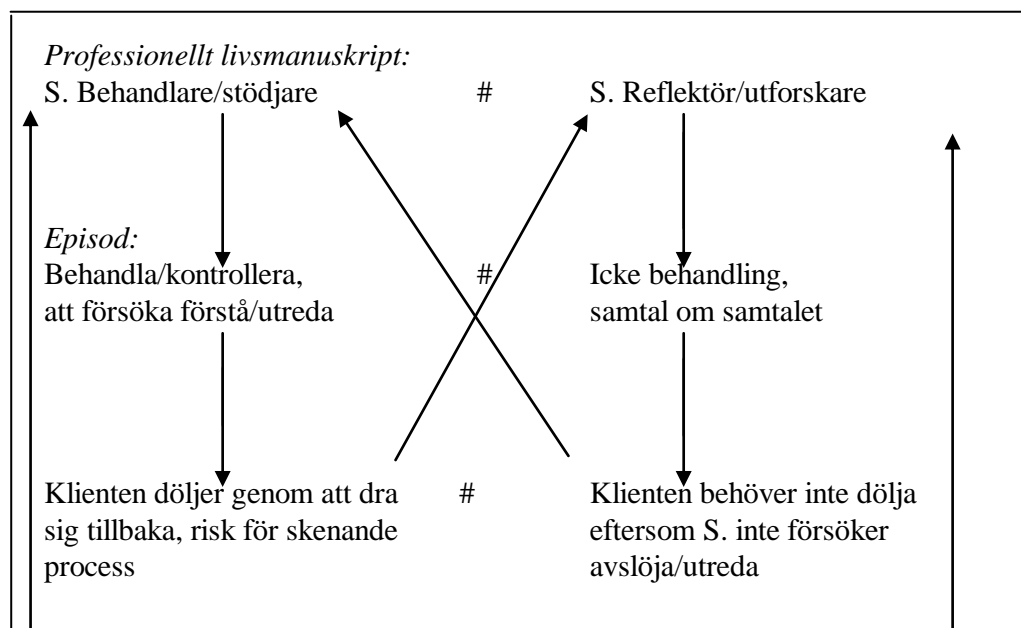 Professionellt livsmanuskript:
S. Behandlare/stödjare # S. Reflektör/utforskare
Episod:
Behandla/kontrollera, # Icke behandling,
att försöka förstå/utreda samtal om samtalet
Klienten döljer genom att dra # Klienten behöver inte dölja
sig tillbaka, risk för skenande eftersom S. inte försöker
process avslöja/utreda